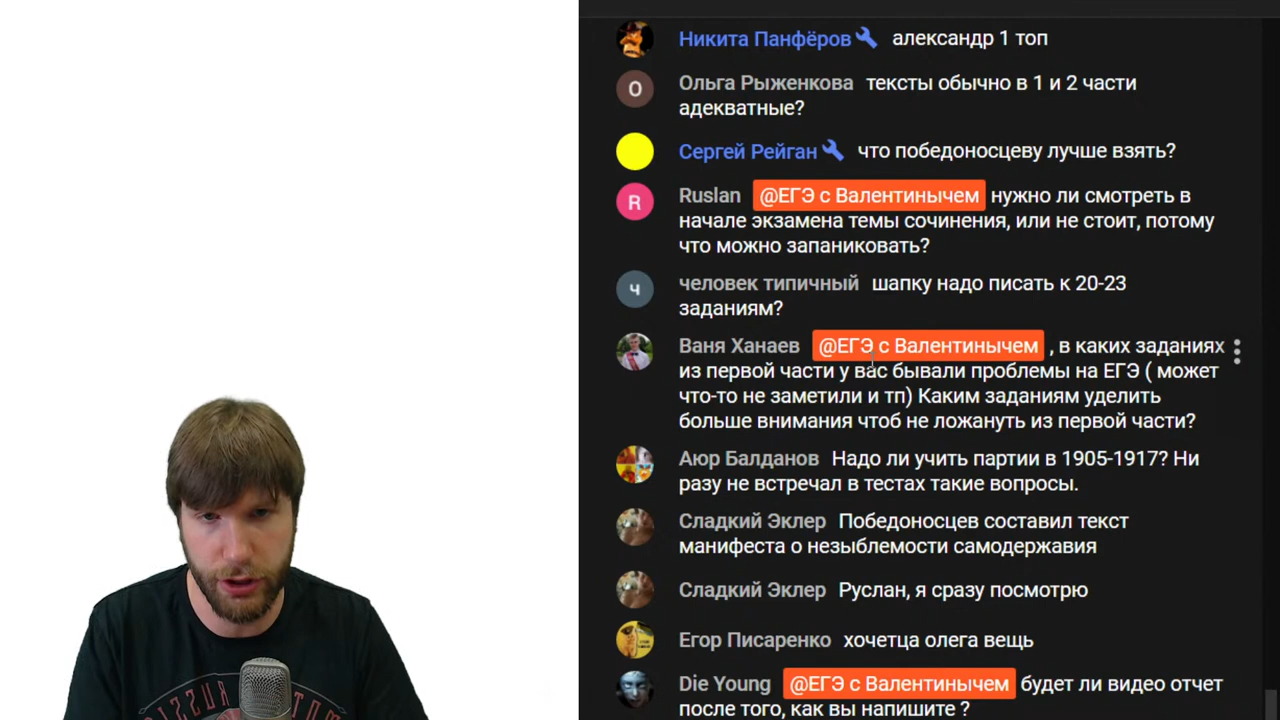 Никита Панфёров александр 1 топ
О Ольга Рыженкова тексты обычно в 1 и 2 части
адекватные?
Сергей Рейган что победоносцеву лучше взять?
R Ruslan @ЕГЭ с Валентинычем нужно ли смотреть в
начале экзамена темы сочинения, или не стоит, потому
что можно запаниковать?
ч человек типичный шапку надо писать к 20-23
заданиям?
Ваня Ханаев @ЕГЭ с Валентинычем , в каких заданиях
из первой части у вас бывали проблемы на ЕГЭ ( может
что-то не заметили и тп) Каким заданиям уделить
больше внимания чтоб не ложануть из первой части?
Аюр Балданов Надо ли учить партии в 1905-1917? Ни
разу не встречал в тестах такие вопросы.
Сладкий Эклер Победоносцев составил текст
манифеста о незыблемости самодержавия
Сладкий Эклер Руслан, я сразу посмотрю
Егор Писаренко хочетца олега вещь
Die Young @ЕГЭ с Валентинычем будет ли видео отчет
после того, как вы напишите ?